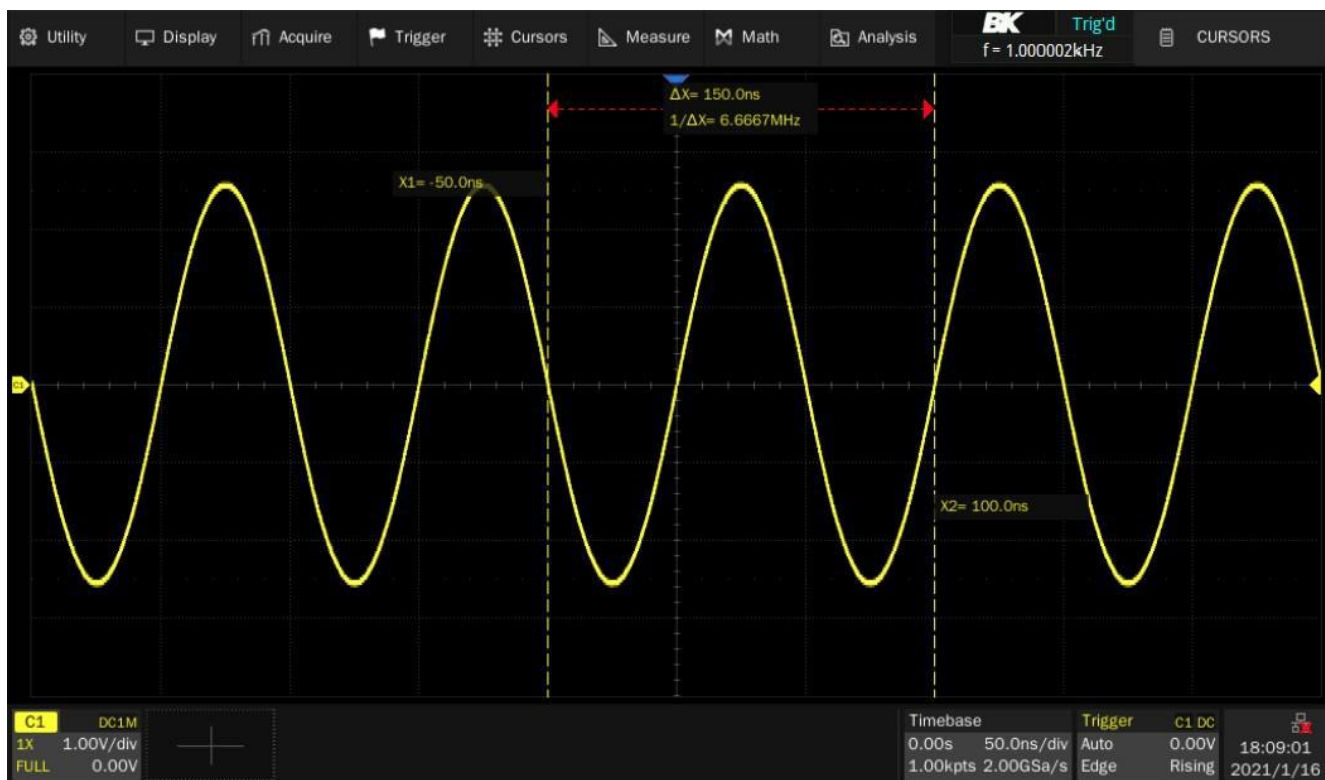 Utility Display Acquire Trigger Cursors Measure Math Analysis BK Trig'd CURSORS
f = 1.000002kHz
ΔX= 150.0ns
1/ΔX= 6.6667MHz
X1= -50.0ns
C1
X2= 100.0ns
C1 DC1M
1X 1.00V/div
FULL 0.00V
Timebase
0.00s 50.0ns/div
1.00kpts 2.00GSa/s
Trigger C1 DC
Auto 0.00V
Edge Rising
18:09:01
2021/1/16